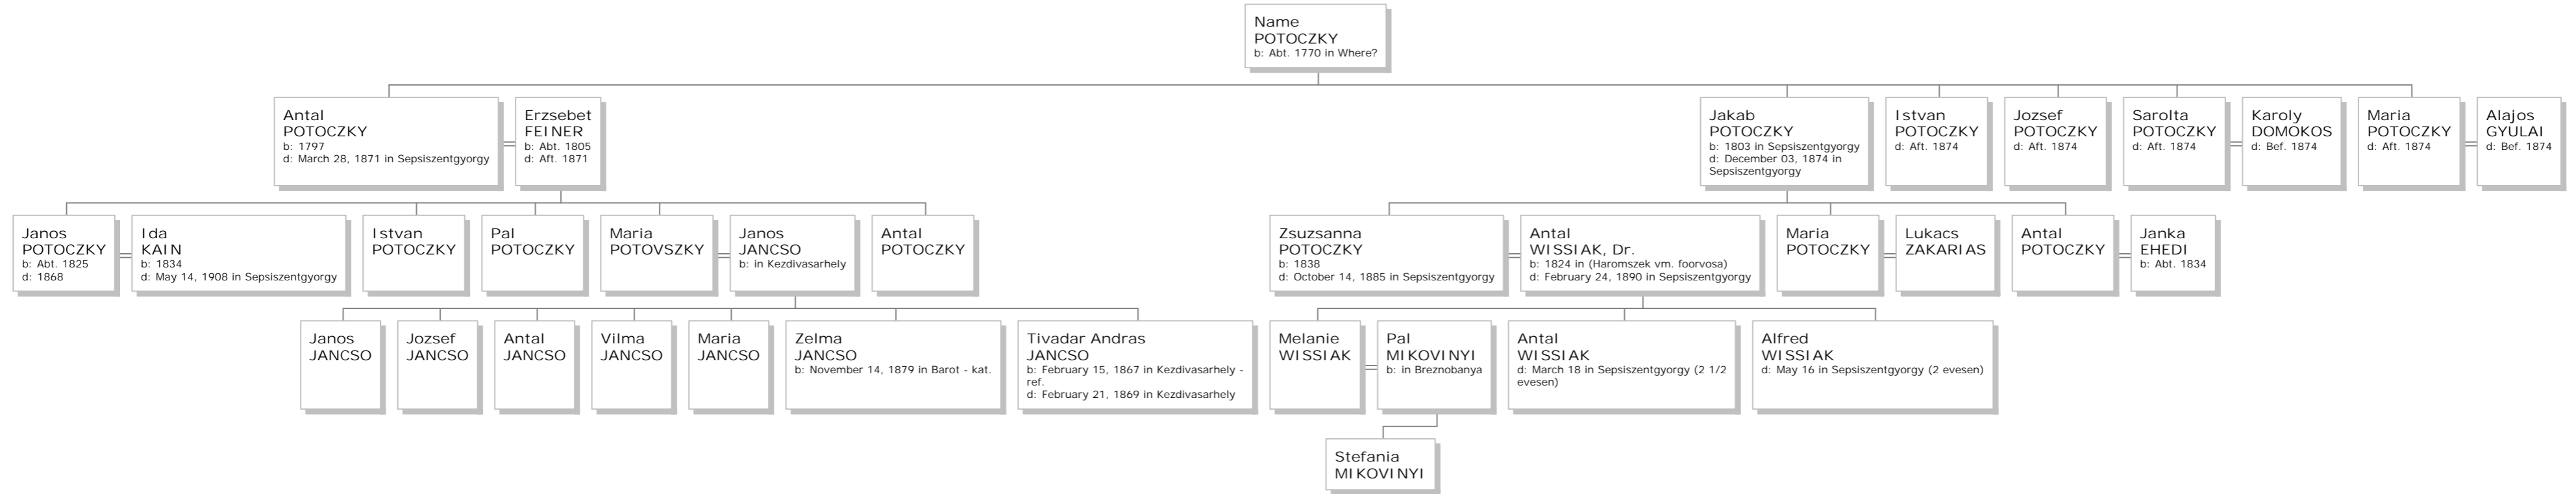 Name
POTOCZKY
b: Abt. 1770 in Where?
Antal
POTOCZKY
b: 1797
d: March 28, 1871 in Sepsiszentgyorgy
Erzsebet
FEINER
b: Abt. 1805
d: Aft. 1871
Jakab
POTOCZKY
b: 1803 in Sepsiszentgyorgy
d: December 03, 1874 in
Sepsiszentgyorgy
Istvan
POTOCZKY
d: Aft. 1874
Jozsef
POTOCZKY
d: Aft. 1874
Sarolta
POTOCZKY
d: Aft. 1874
Karoly
DOMOKOS
d: Bef. 1874
Maria
POTOCZKY
d: Aft. 1874
Alajos
GYULAI
d: Bef. 1874
Janos
POTOCZKY
b: Abt. 1825
d: 1868
Ida
KAIN
b: 1834
d: May 14, 1908 in Sepsiszentgyorgy
Istvan
POTOCZKY
Pal
POTOCZKY
Maria
POTOVSZKY
Janos
JANCSO
b: in Kezdivasarhely
Antal
POTOCZKY
Zsuzsanna
POTOCZKY
b: 1838
d: October 14, 1885 in Sepsiszentgyorgy
Antal
WISSIAK, Dr.
b: 1824 in (Haromszek vm. foorvosa)
d: February 24, 1890 in Sepsiszentgyorgy
Maria
POTOCZKY
Lukacs
ZAKARIAS
Antal
POTOCZKY
Janka
EHEDI
b: Abt. 1834
Janos
JANCSO
Jozsef
JANCSO
Antal
JANCSO
Vilma
JANCSO
Maria
JANCSO
Zelma
JANCSO
b: November 14, 1879 in Barot - kat.
Tivadar Andras
JANCSO
b: February 15, 1867 in Kezdivasarhely -
ref.
d: February 21, 1869 in Kezdivasarhely
Melanie
WISSIAK
Pal
MIKOVINYI
b: in Breznobanya
Antal
WISSIAK
d: March 18 in Sepsiszentgyorgy (2 1/2
evesen)
Alfred
WISSIAK
d: May 16 in Sepsiszentgyorgy (2 evesen)
Stefania
MIKOVINYI